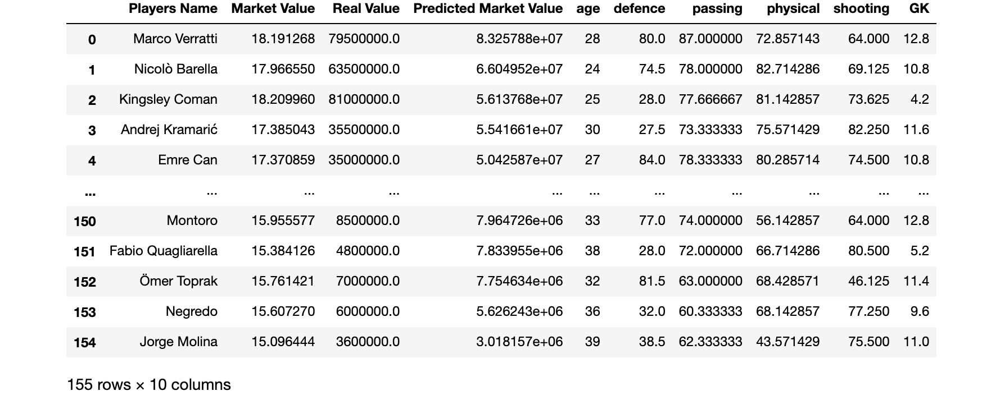 Players Name Market Value Real Value Predicted Market Value age defence passing physical shooting GK
0 Marco Verratti 18.191268 79500000.0 8.325788e+07 28 80.0 87.000000 72.857143 64.000 12.8
1 Nicolò Barella 17.966550 63500000.0 6.604952e+07 24 74.5 78.000000 82.714286 69.125 10.8
2 Kingsley Coman 18.209960 81000000.0 5.613768e+07 25 28.0 77.666667 81.142857 73.625 4.2
3 Andrej Kramarić 17.385043 35500000.0 5.541661e+07 30 27.5 73.333333 75.571429 82.250 11.6
4 Emre Can 17.370859 35000000.0 5.042587e+07 27 84.0 78.333333 80.285714 74.500 10.8
... ... ... ... ... ... ... ... ... ... ...
150 Montoro 15.955577 8500000.0 7.964726e+06 33 77.0 74.000000 56.142857 64.000 12.8
151 Fabio Quagliarella 15.384126 4800000.0 7.833955e+06 38 28.0 72.000000 66.714286 80.500 5.2
152 Ömer Toprak 15.761421 7000000.0 7.754634e+06 32 81.5 63.000000 68.428571 46.125 11.4
153 Negredo 15.607270 6000000.0 5.626243e+06 36 32.0 60.333333 68.142857 77.250 9.6
154 Jorge Molina 15.096444 3600000.0 3.018157e+06 39 38.5 62.333333 43.571429 75.500 11.0
155 rows × 10 columns